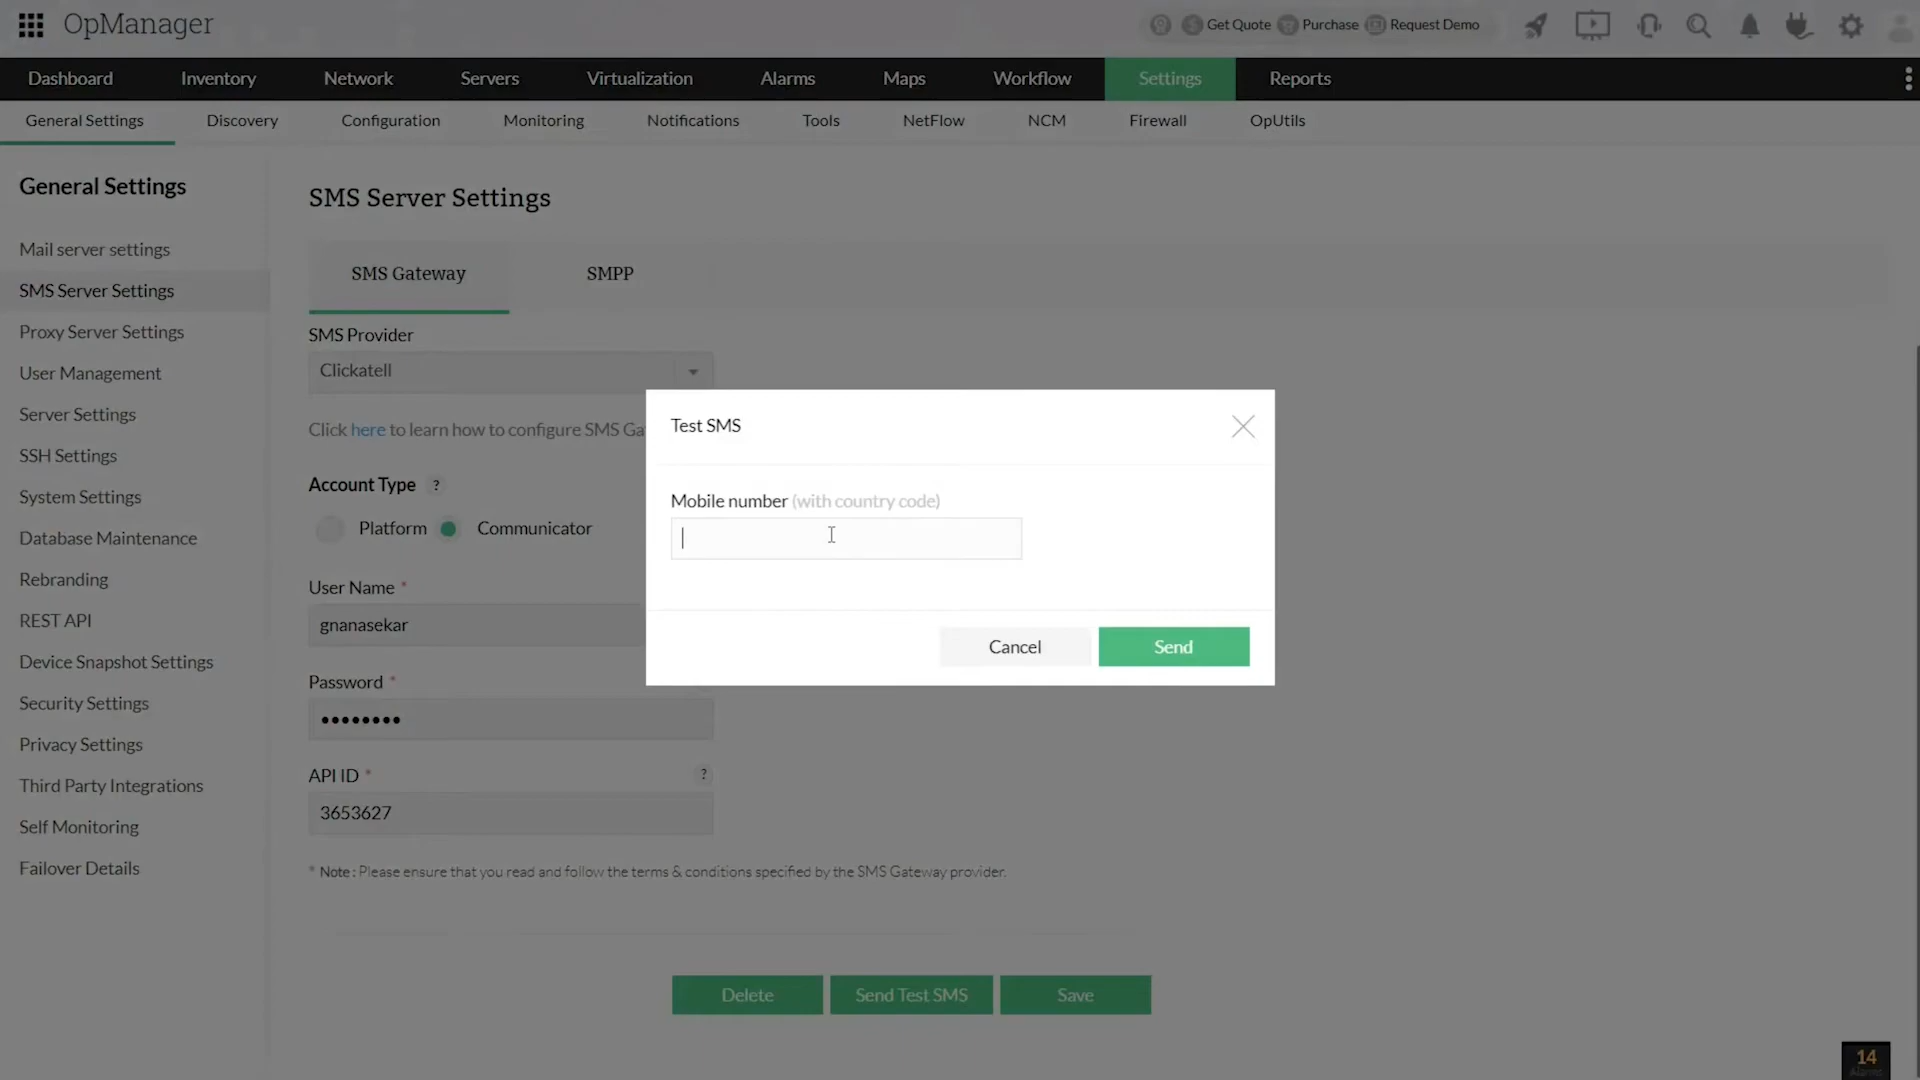 OpManager
Get Quote Purchase Request Demo
Dashboard Inventory Network Servers Virtualization Alarms Maps Workflow Settings Reports
General Settings Discovery Configuration Monitoring Notifications Tools NetFlow NCM Firewall OpUtils
General Settings
Mail server settings
SMS Server Settings
Proxy Server Settings
User Management
Server Settings
SSH Settings
System Settings
Database Maintenance
Rebranding
REST API
Device Snapshot Settings
Security Settings
Privacy Settings
Third Party Integrations
Self Monitoring
Failover Details
SMS Server Settings
SMS Gateway SMPP
SMS Provider
Clickatell
Click here to learn how to configure SMS Ga
Account Type ?
Platform Communicator
User Name *
gnanasekar
Password *
••••••••
API ID * ?
3653627
* Note : Please ensure that you read and follow the terms & conditions specified by the SMS Gateway provider.
Delete Send Test SMS Save
Test SMS
Mobile number (with country code)
Cancel Send
14
Alarms